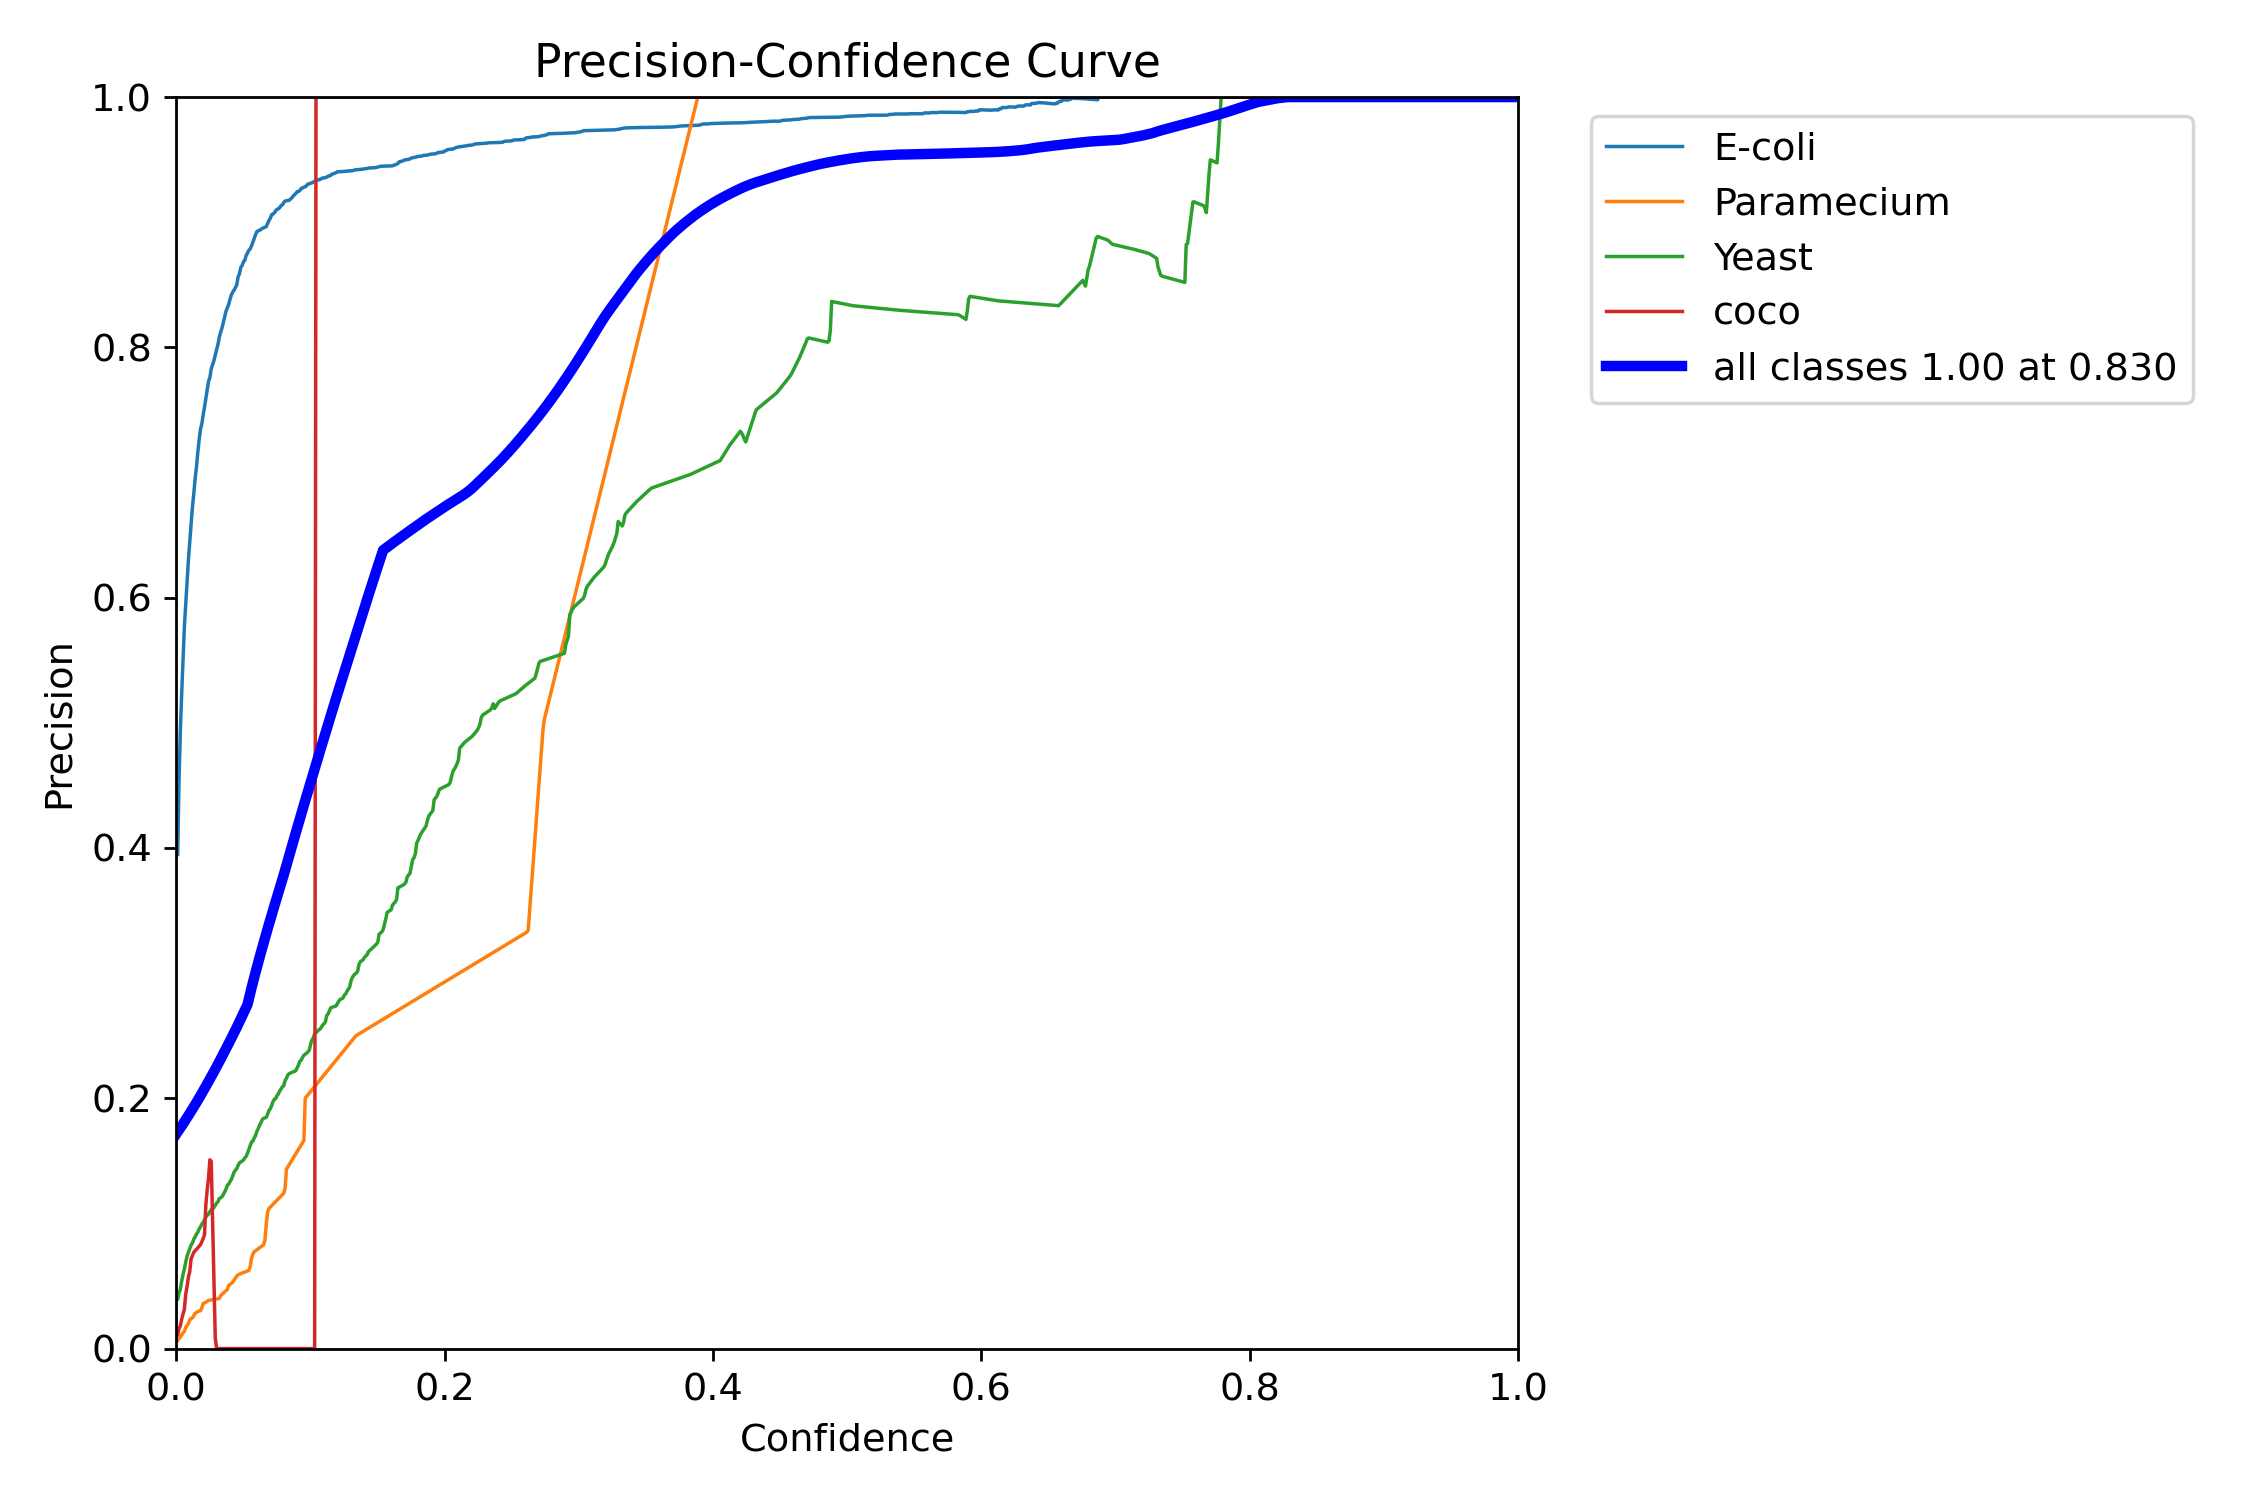 Precision-Confidence Curve
1.0
0.8
0.6
0.4
0.2
0.0
Precision
0.0 0.2 0.4 0.6 0.8 1.0
Confidence
E-coli
Paramecium
Yeast
coco
all classes 1.00 at 0.830